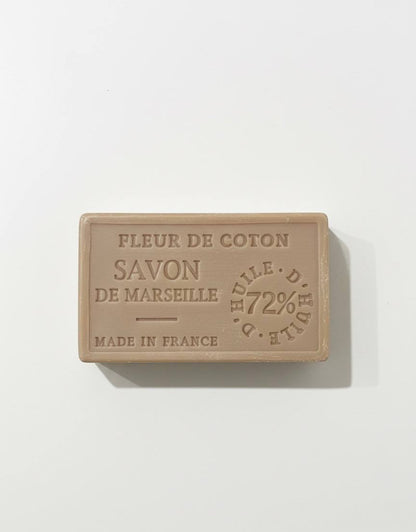 FLEUR DE COTON
SAVON
DE MARSEILLE
MADE IN FRANCE
D'HUILE · D'HUILE ·
72%